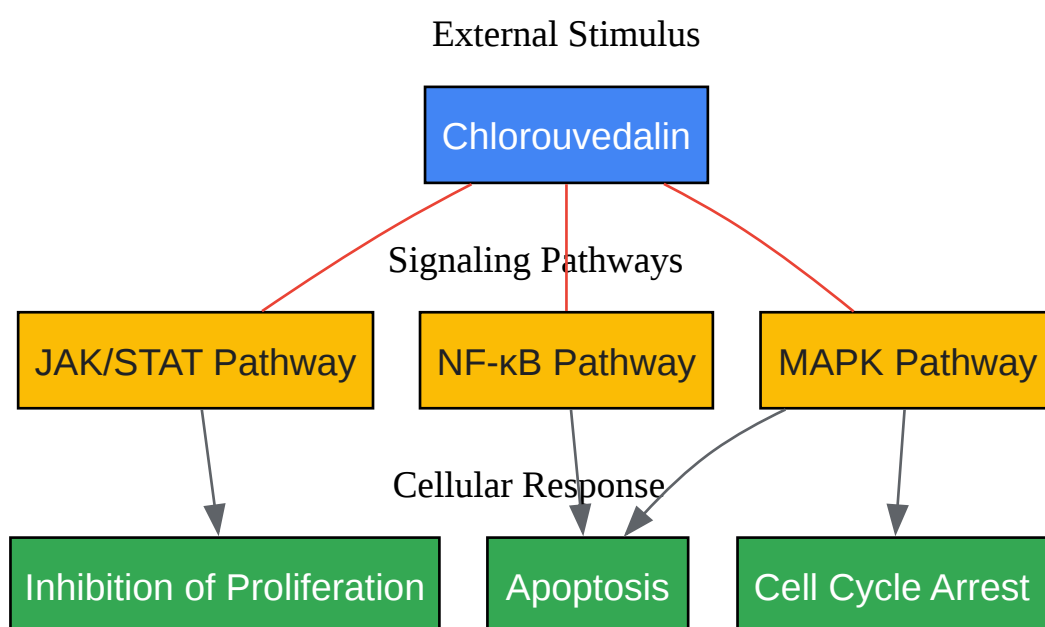 External Stimulus
Chlorouvedalin
Signaling Pathways
JAK/STAT Pathway
NF-κB Pathway
MAPK Pathway
Cellular Response
Inhibition of Proliferation
Apoptosis
Cell Cycle Arrest